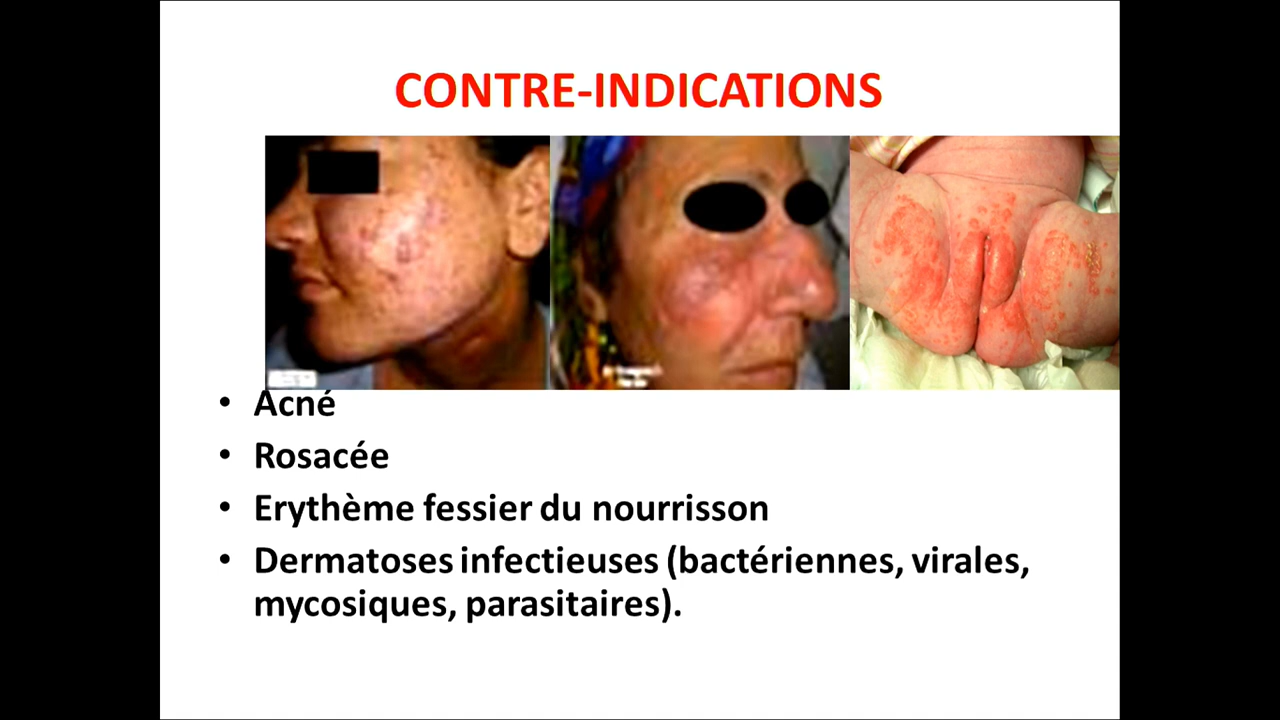 CONTRE-INDICATIONS
• Acné
• Rosacée
• Erythème fessier du nourrisson
• Dermatoses infectieuses (bactériennes, virales,
mycosiques, parasitaires).